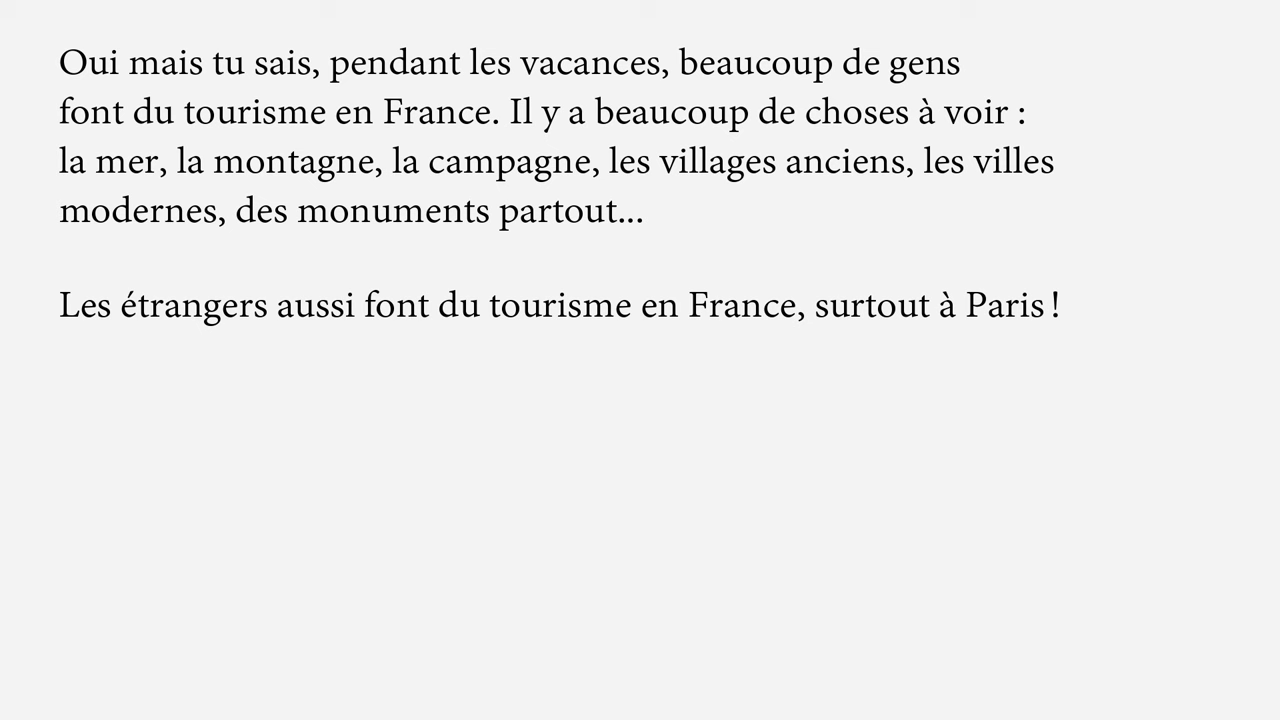 Oui mais tu sais, pendant les vacances, beaucoup de gens
font du tourisme en France. Il y a beaucoup de choses à voir :
la mer, la montagne, la campagne, les villages anciens, les villes
modernes, des monuments partout...
Les étrangers aussi font du tourisme en France, surtout à Paris !